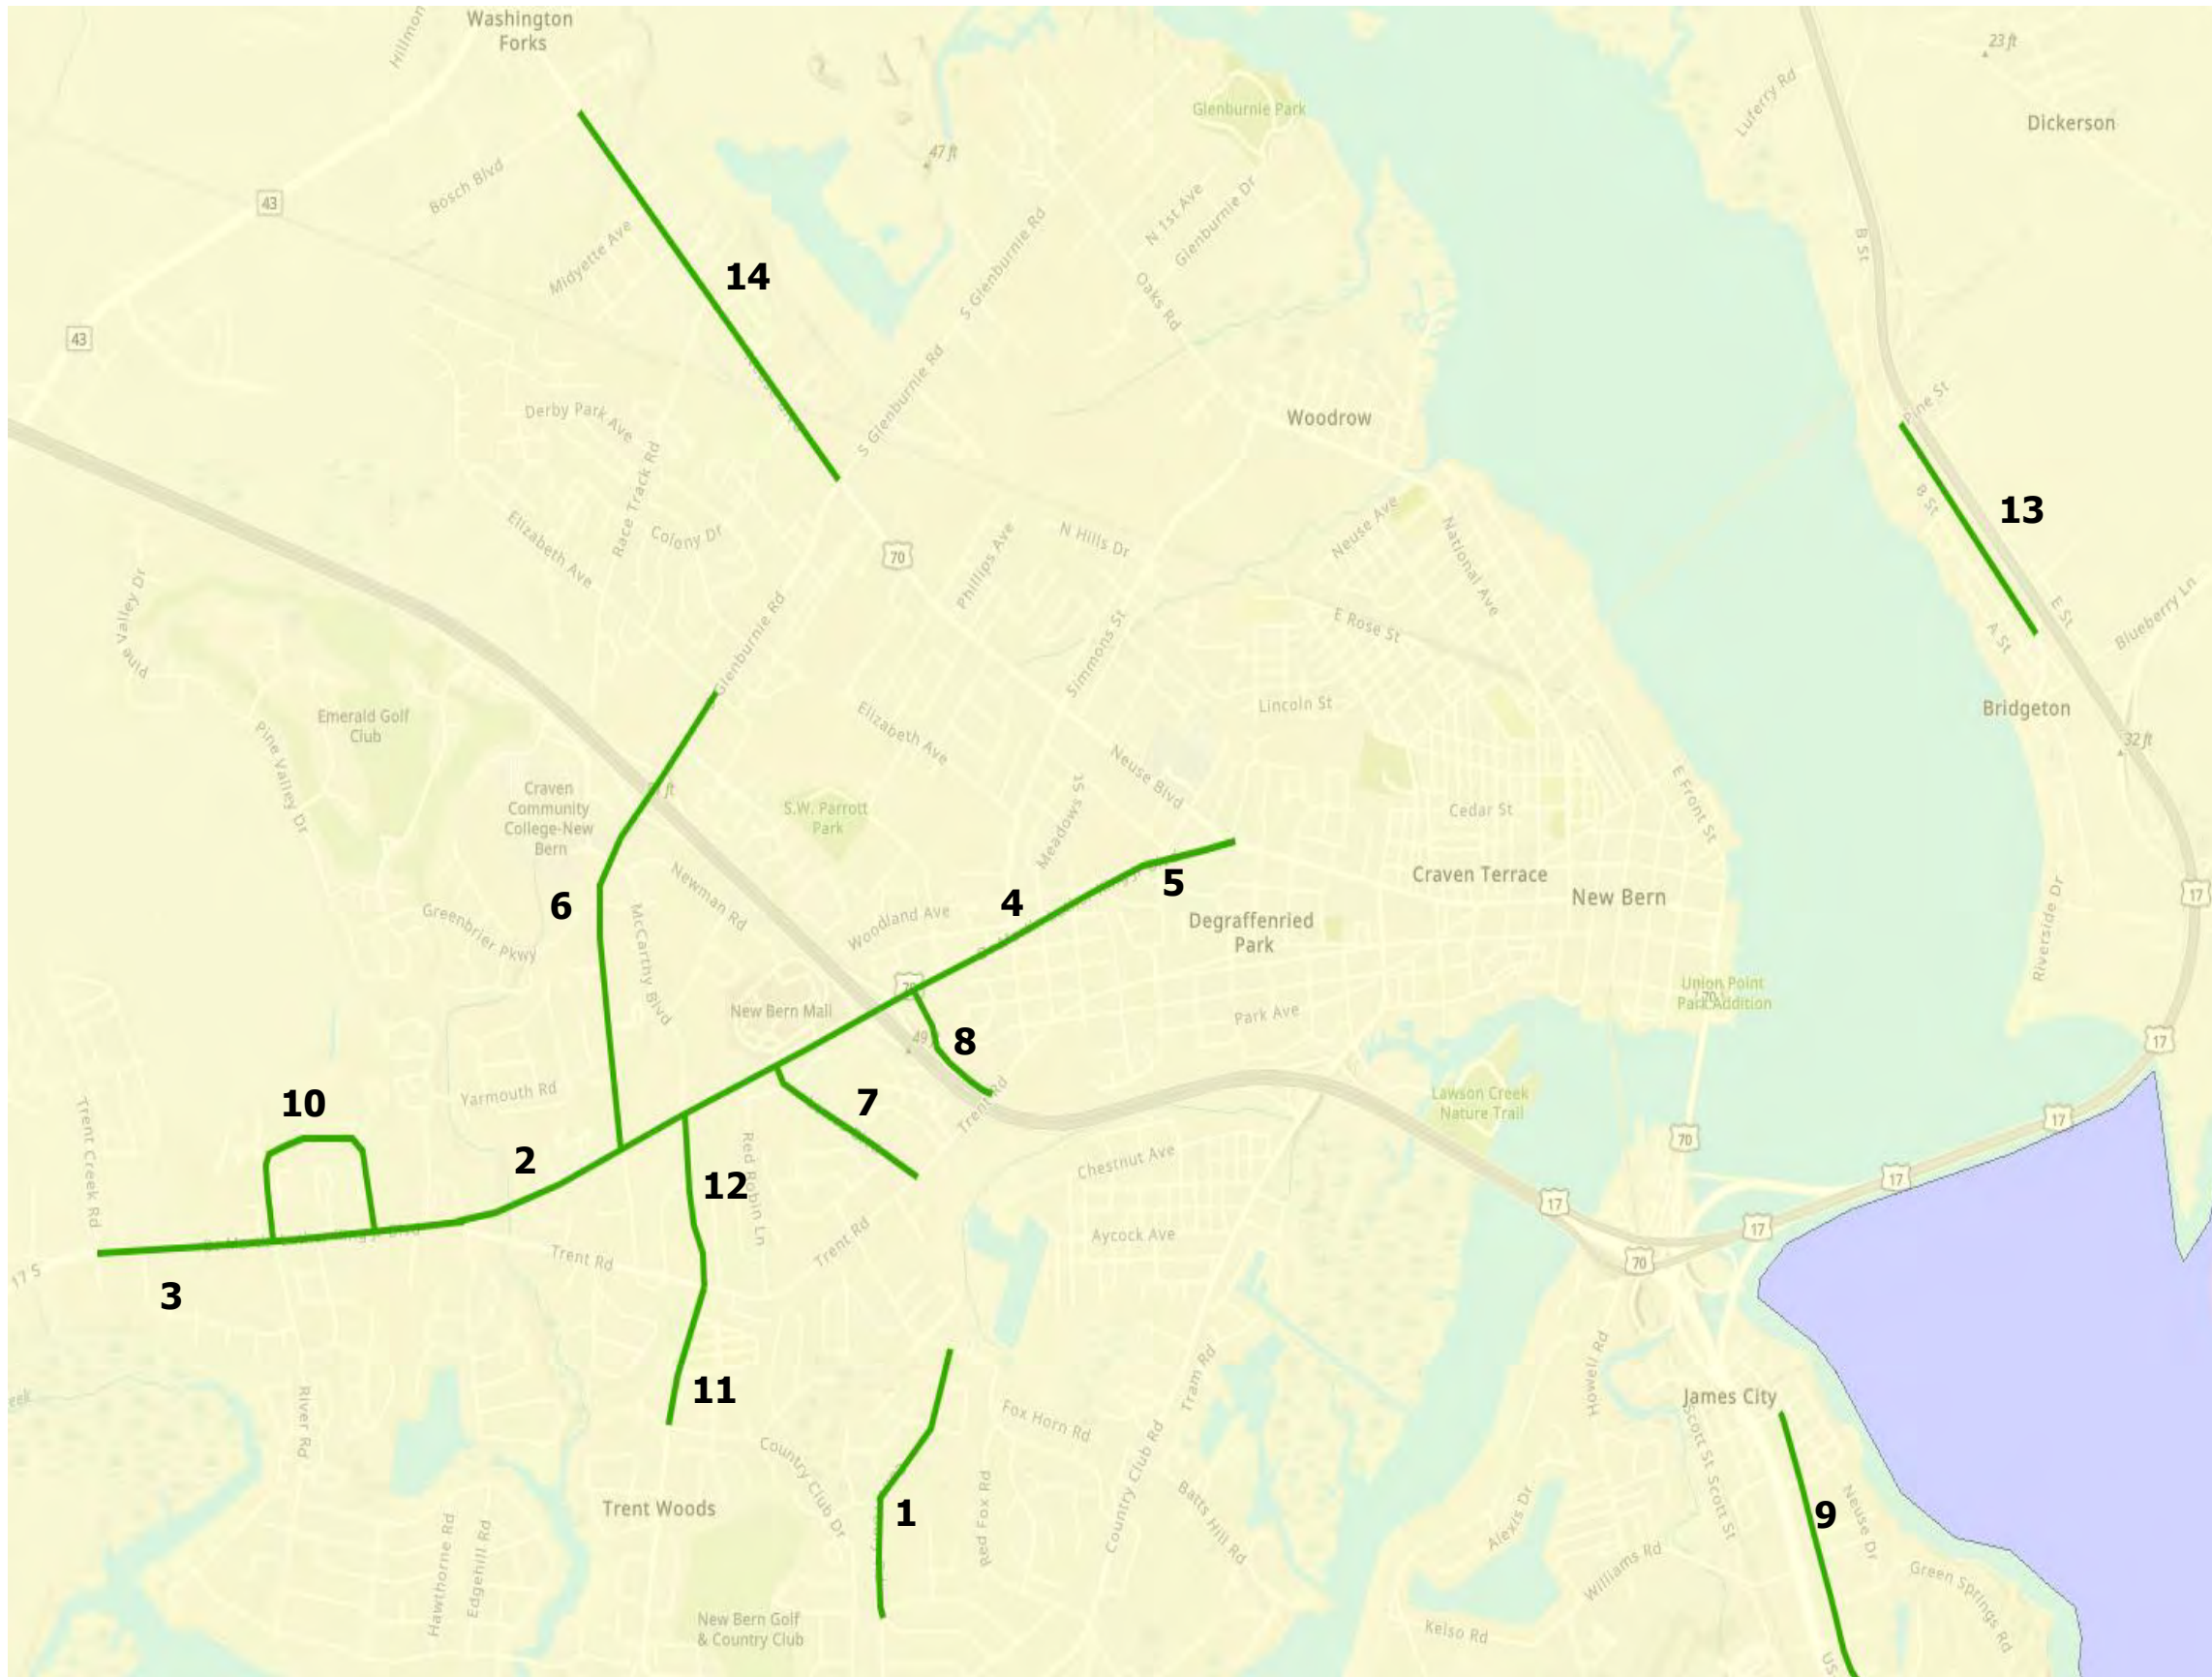 Washington
Forks
23 ft
Dickerson
Luferry Rd
Glenburnie Park
47 ft
Bosch Blvd
43
N 1st Ave
Glenburnie Dr
S Glenburnie Rd
Midyette Ave
B St
14
Oaks Rd
43
S Glenburnie Rd
Pine St
Derby Park Ave
Woodrow
Race Track Rd
B St
13
Elizabeth Ave
Colony Dr
70
Phillips Ave
N Hills Dr
Neuse Ave
National Ave
Pine Valley Dr
Glenburnie Rd
Simmons St
E Rose St
E St
A St
Blueberry Ln
Emerald Golf
Club
Pine Valley Dr
Elizabeth Ave
Lincoln St
Bridgeton
32 ft
Neuse Blvd
Craven
Community
College-New
Bern
S.W. Parrott
Park
Meadows St
Cedar St
E Front St
6
Newman Rd
4
5
Craven Terrace
New Bern
17
Greenbrier Pkwy
McCarthy Blvd
Woodland Ave
Degraffenried
Park
Riverside Dr
New Bern Mall
70
Park Ave
Union Point
Park Addition
70
49
8
17
10
Yarmouth Rd
7
Trent Rd
Lawson Creek
Nature Trail
17
Trent Creek Rd
2
Red Robin Ln
12
Chestnut Ave
70
17
17
Trent Rd
Trent Rd
Aycock Ave
17
70
17 S
3
River Rd
11
Fox Horn Rd
Tram Rd
Howell Rd
James City
Country Club Dr
Trent Woods
1
Red Fox Rd
Country Club Rd
Batts Hill Rd
Alexis Dr
Scott St
Scott St
9
Neuse Dr
Hawthorne Rd
Edgehill Rd
Williams Rd
Green Springs Rd
New Bern Golf
& Country Club
Kelso Rd
US-